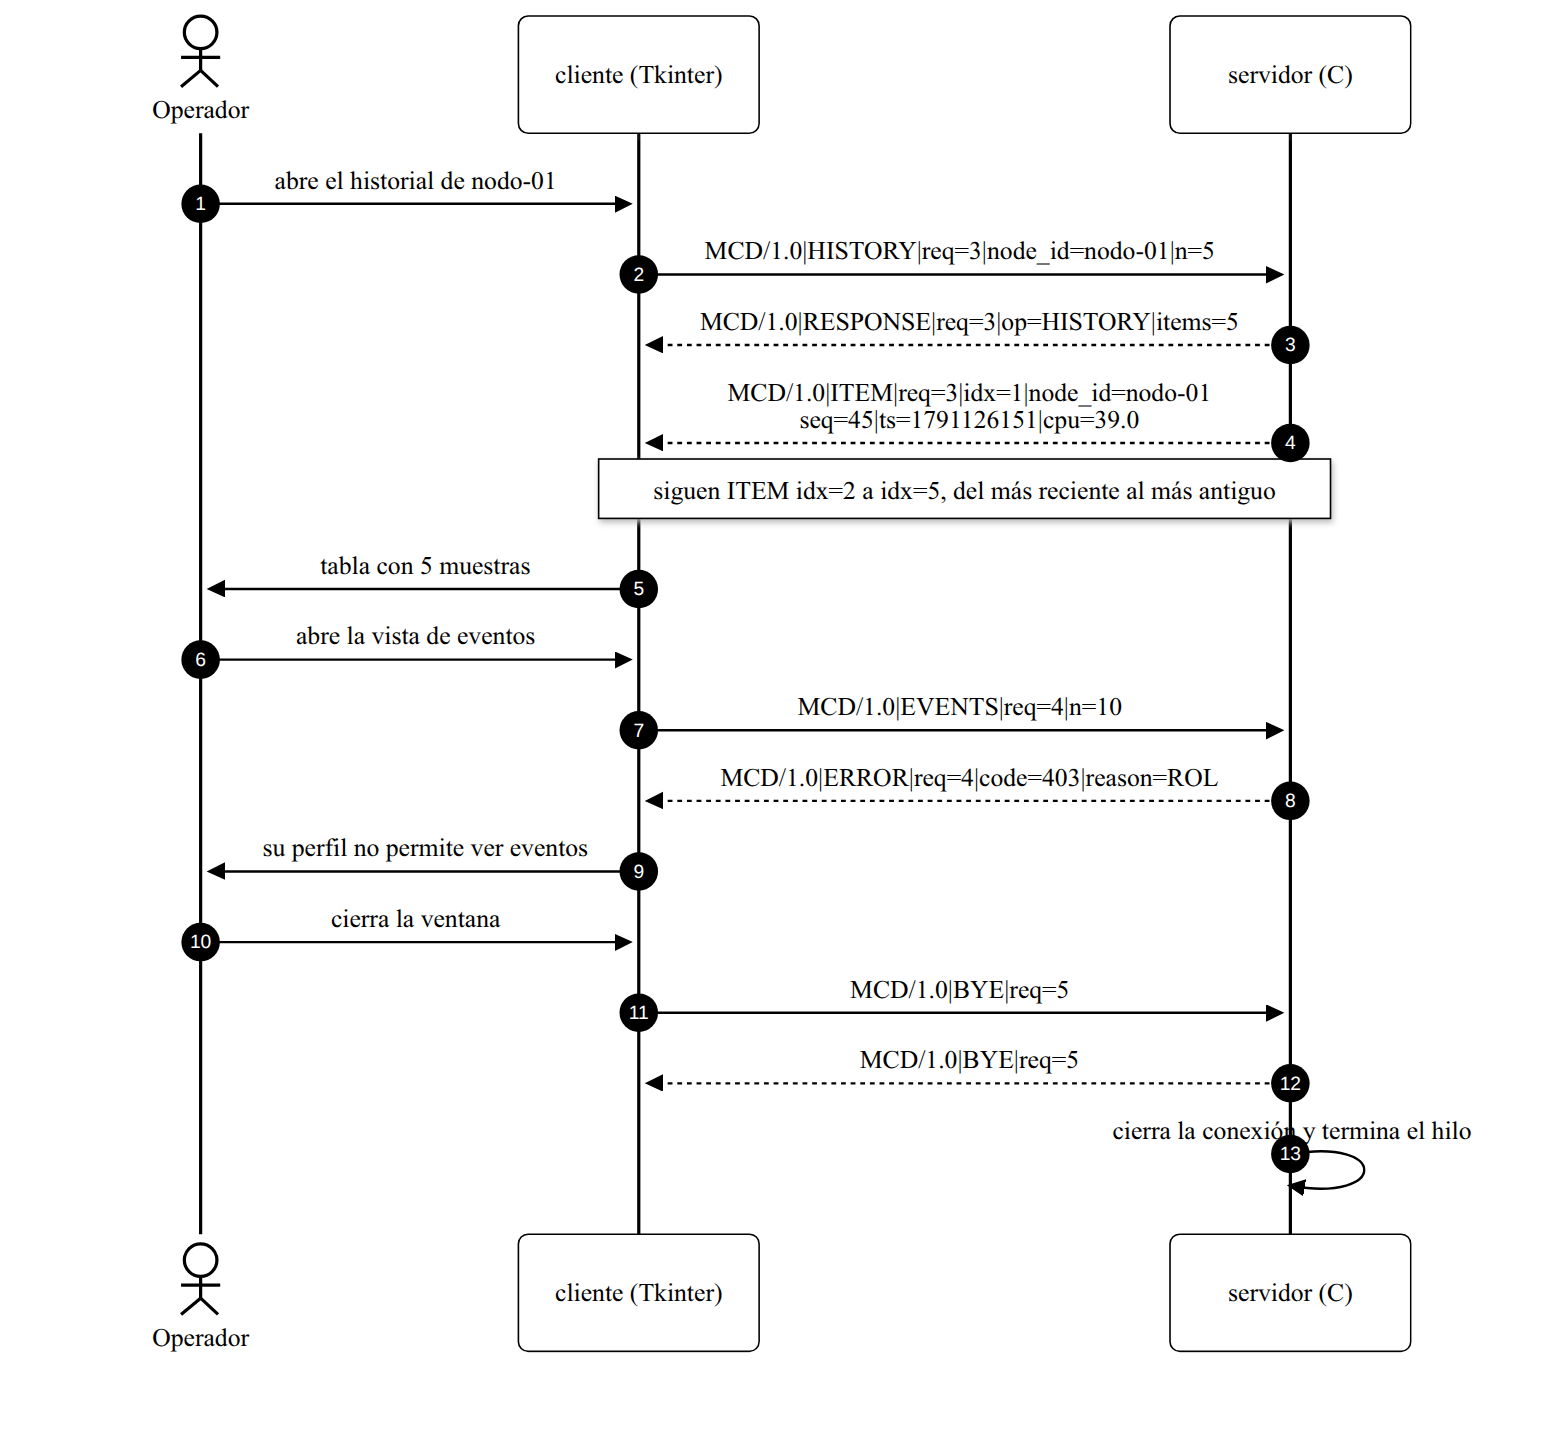 Operador
cliente (Tkinter)
servidor (C)
abre el historial de nodo-01
1
MCD/1.0|HISTORY|req=3|node_id=nodo-01|n=5
2
MCD/1.0|RESPONSE|req=3|op=HISTORY|items=5
3
MCD/1.0|ITEM|req=3|idx=1|node_id=nodo-01
seq=45|ts=1791126151|cpu=39.0
4
siguen ITEM idx=2 a idx=5, del más reciente al más antiguo
tabla con 5 muestras
5
abre la vista de eventos
6
MCD/1.0|EVENTS|req=4|n=10
7
MCD/1.0|ERROR|req=4|code=403|reason=ROL
8
su perfil no permite ver eventos
9
cierra la ventana
10
MCD/1.0|BYE|req=5
11
MCD/1.0|BYE|req=5
12
cierra la conexión y termina el hilo
13
Operador
cliente (Tkinter)
servidor (C)